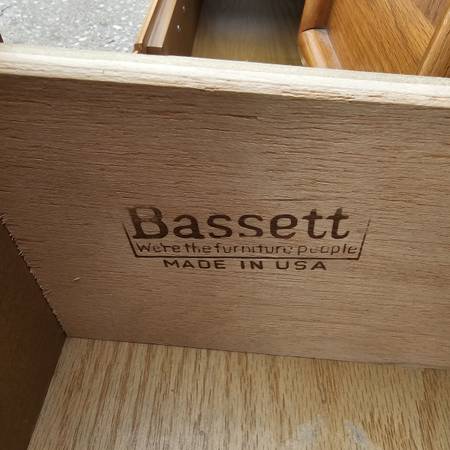 Bassett
We're the furniture people
MADE IN USA